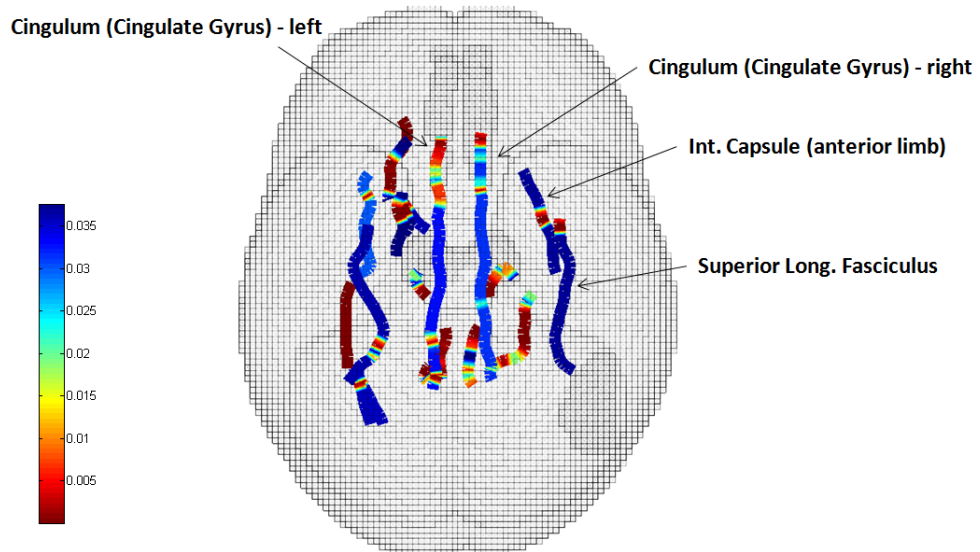 Cingulum (Cingulate Gyrus) - left
Cingulum (Cingulate Gyrus) - right
Int. Capsule (anterior limb)
Superior Long. Fasciculus
0.035
0.03
0.025
0.02
0.015
0.01
0.005